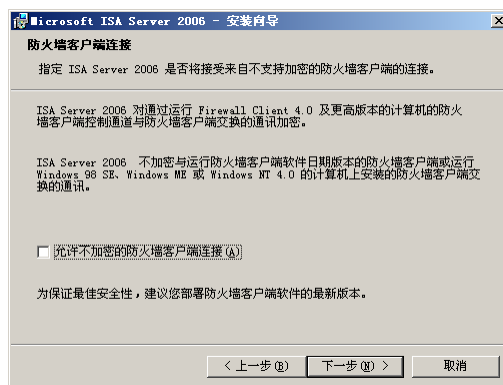 Microsoft ISA Server 2006 - 安装向导
防火墙客户端连接
指定 ISA Server 2006 是否将接受来自不支持加密的防火墙客户端的连接。
ISA Server 2006 对通过运行 Firewall Client 4.0 及更高版本的计算机的防火
墙客户端控制通道与防火墙客户端交换的通讯加密。
ISA Server 2006 不加密与运行防火墙客户端软件日期版本的防火墙客户端或运行
Windows 98 SE、Windows ME 或 Windows NT 4.0 的计算机上安装的防火墙客户端交
换的通讯。
允许不加密的防火墙客户端连接(A)
为保证最佳安全性，建议您部署防火墙客户端软件的最新版本。
< 上一步(B) 下一步(N) > 取消